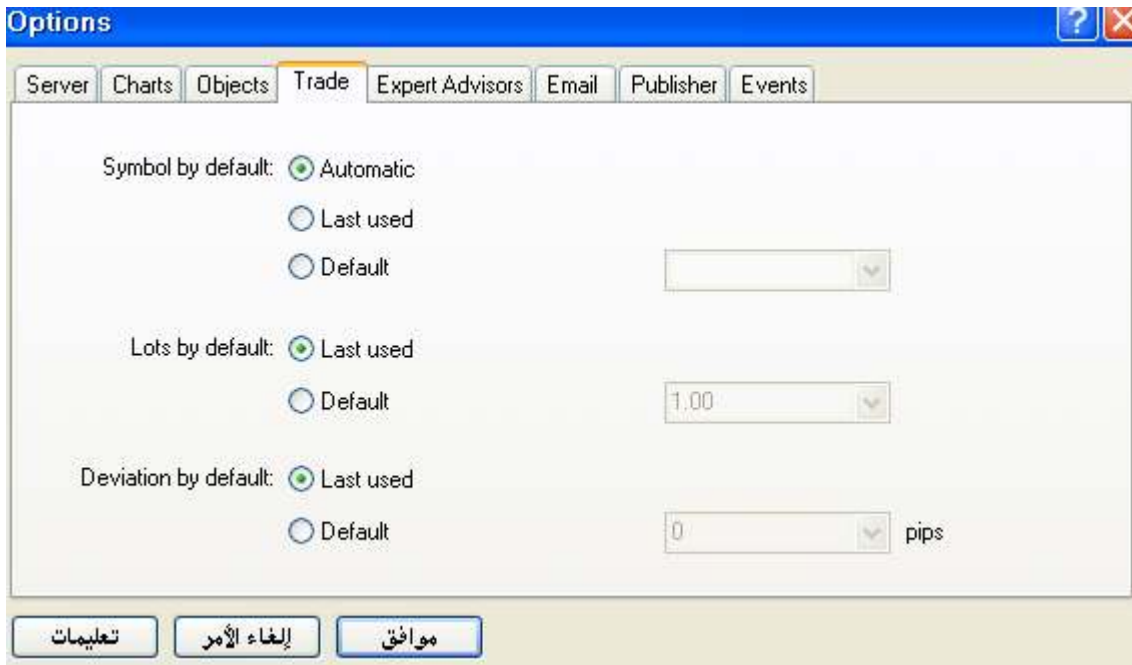 Options
Server Charts Objects Trade Expert Advisors Email Publisher Events
Symbol by default: Automatic
Last used
Default
Lots by default: Last used
Default 1.00
Deviation by default: Last used
Default 0 pips
موافق إلغاء الأمر تعليمات